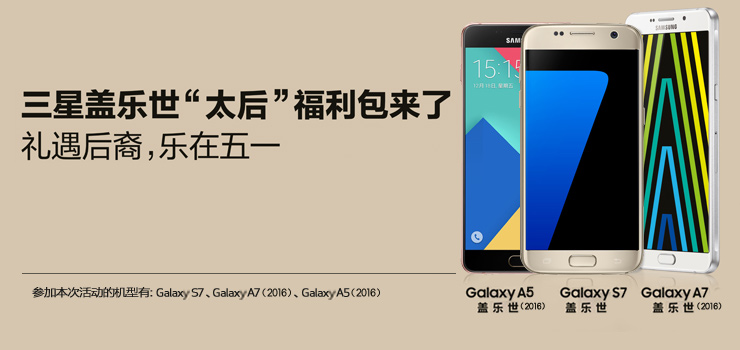 三星盖乐世“太后”福利包来了
礼遇后裔,乐在五一
参加本次活动的机型有: Galaxy S7、Galaxy A7(2016)、Galaxy A5(2016)
SAMSUNG
15:15
Galaxy A5
盖乐世(2016)
Galaxy S7
盖乐世
Galaxy A7
盖乐世(2016)